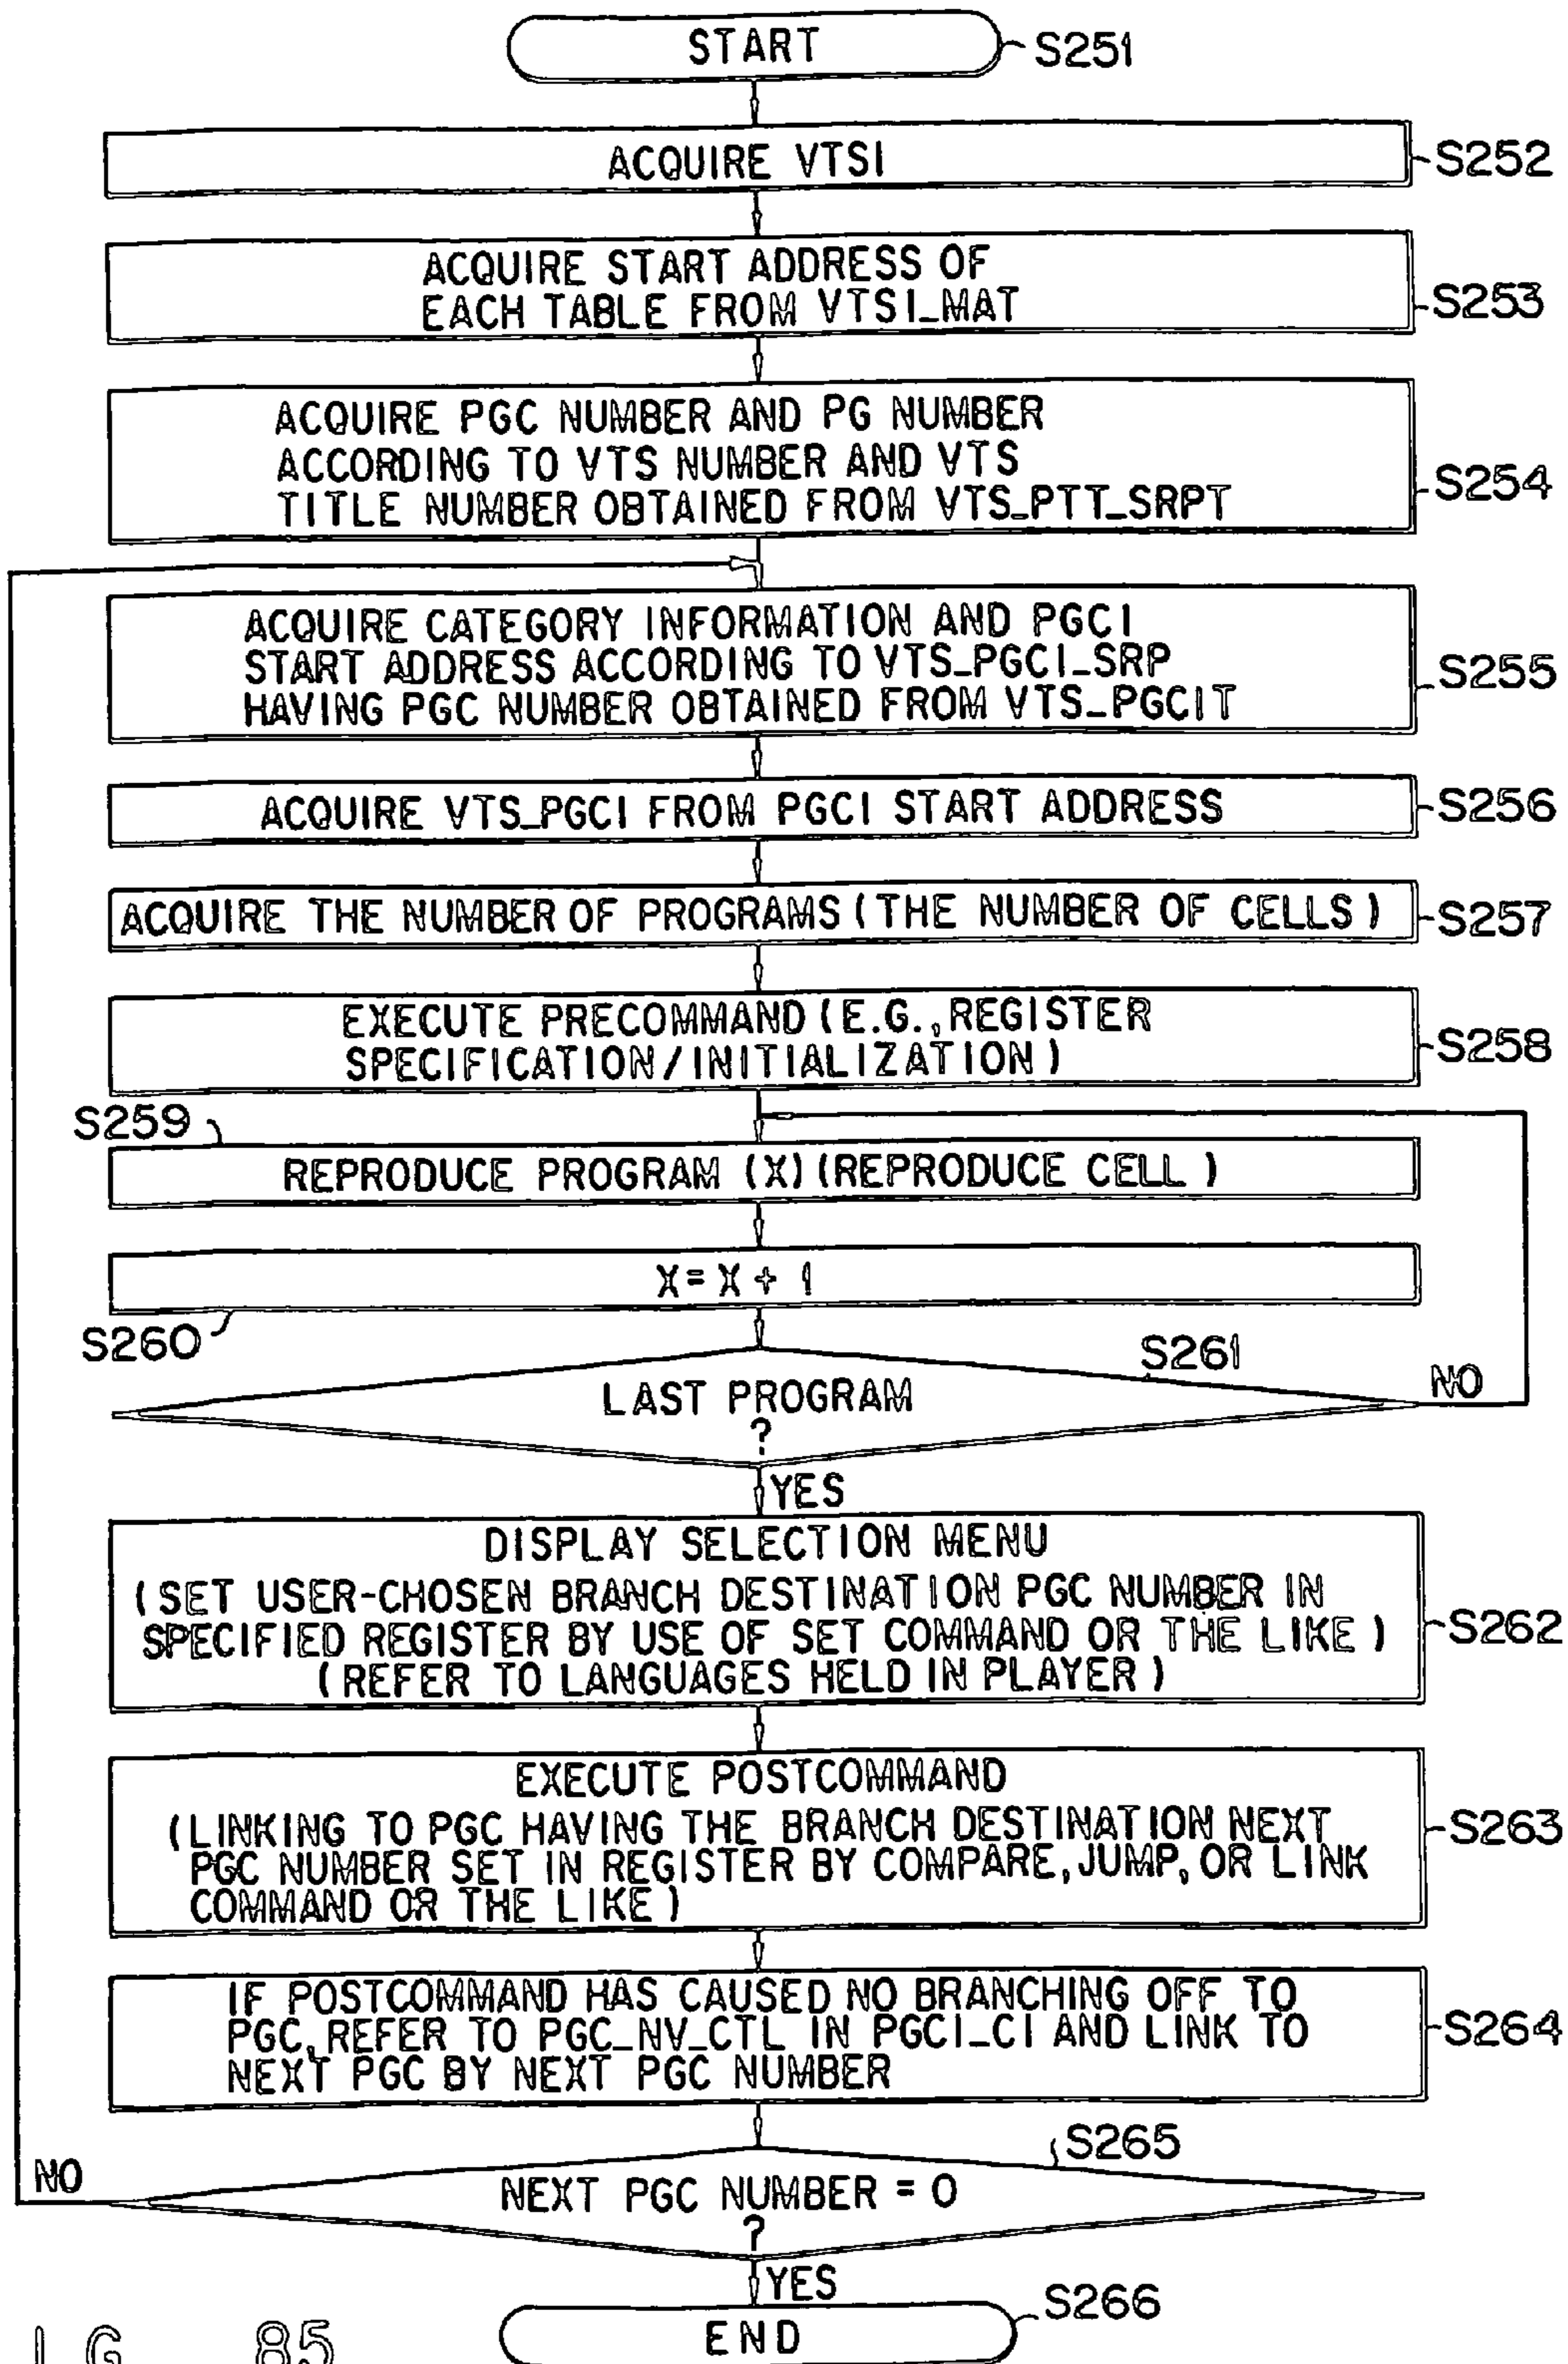 START
S251
ACQUIRE VTSI
S252
ACQUIRE START ADDRESS OF
EACH TABLE FROM VTSI_MAT
S253
ACQUIRE PGC NUMBER AND PG NUMBER
ACCORDING TO VTS NUMBER AND VTS
TITLE NUMBER OBTAINED FROM VTS_PTT_SRPT
S254
ACQUIRE CATEGORY INFORMATION AND PGCI
START ADDRESS ACCORDING TO VTS_PGCI_SRP
HAVING PGC NUMBER OBTAINED FROM VTS_PGCIT
S255
ACQUIRE VTS_PGCI FROM PGCI START ADDRESS
S256
ACQUIRE THE NUMBER OF PROGRAMS (THE NUMBER OF CELLS)
S257
EXECUTE PRECOMMAND (E.G., REGISTER
SPECIFICATION/INITIALIZATION)
S258
S259
REPRODUCE PROGRAM (X) (REPRODUCE CELL)
X = X + 1
S260
S261
LAST PROGRAM
?
NO
YES
DISPLAY SELECTION MENU
(SET USER-CHOSEN BRANCH DESTINATION PGC NUMBER IN
SPECIFIED REGISTER BY USE OF SET COMMAND OR THE LIKE)
(REFER TO LANGUAGES HELD IN PLAYER)
S262
EXECUTE POSTCOMMAND
(LINKING TO PGC HAVING THE BRANCH DESTINATION NEXT
PGC NUMBER SET IN REGISTER BY COMPARE, JUMP, OR LINK
COMMAND OR THE LIKE)
S263
IF POSTCOMMAND HAS CAUSED NO BRANCHING OFF TO
PGC, REFER TO PGC_NV_CTL IN PGCI_CI AND LINK TO
NEXT PGC BY NEXT PGC NUMBER
S264
S265
NO
NEXT PGC NUMBER = 0
?
YES
S266
END
IG 85